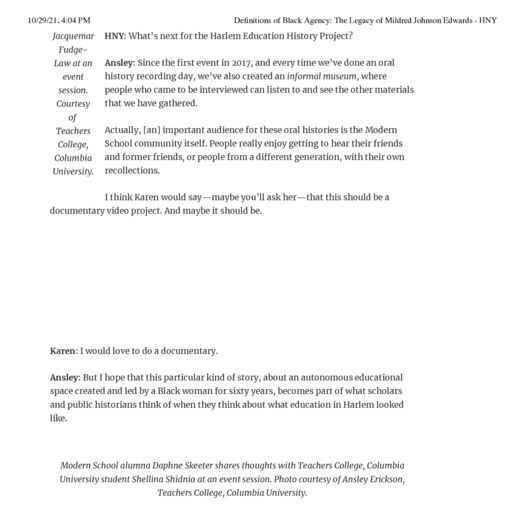 10/29/21, 4:04 PM Definitions of Black Agency: The Legacy of Mildred Johnson Edwards - HNY
Jacquemar
Fudge-
Law at an
event
session.
Courtesy
of
Teachers
College,
Columbia
University.
HNY: What's next for the Harlem Education History Project?
Ansley: Since the first event in 2017, and every time we've done an oral
history recording day, we've also created an informal museum, where
people who came to be interviewed can listen to and see the other materials
that we have gathered.
Actually, [an] important audience for these oral histories is the Modern
School community itself. People really enjoy getting to hear their friends
and former friends, or people from a different generation, with their own
recollections.
I think Karen would say—maybe you'll ask her—that this should be a
documentary video project. And maybe it should be.
Karen: I would love to do a documentary.
Ansley: But I hope that this particular kind of story, about an autonomous educational
space created and led by a Black woman for sixty years, becomes part of what scholars
and public historians think of when they think about what education in Harlem looked
like.
Modern School alumna Daphne Skeeter shares thoughts with Teachers College, Columbia
University student Shellina Shidnia at an event session. Photo courtesy of Ansley Erickson,
Teachers College, Columbia University.